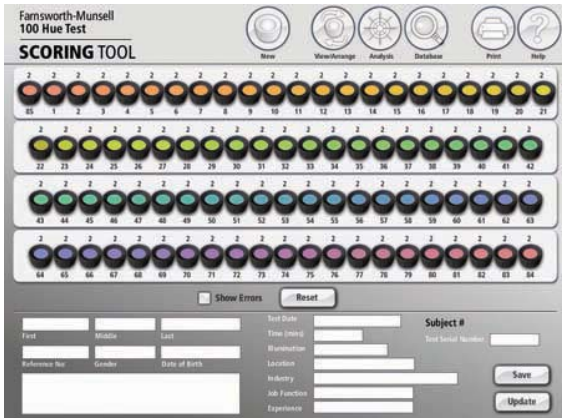 Farnsworth-Munsell
100 Hue Test
SCORING TOOL
New View/Arrange Analysis Database Print Help
2 2 2 2 2 2 2 2 2 2 2 2 2 2 2 2 2 2 2 2 2 2
85 1 2 3 4 5 6 7 8 9 10 11 12 13 14 15 16 17 18 19 20 21
2 2 2 2 2 2 2 2 2 2 2 2 2 2 2 2 2 2 2 2 2
22 23 24 25 26 27 28 29 30 31 32 33 34 35 36 37 38 39 40 41 42
2 2 2 2 2 2 2 2 2 2 2 2 2 2 2 2 2 2 2 2 2
43 44 45 46 47 48 49 50 51 52 53 54 55 56 57 58 59 60 61 62 63
2 2 2 2 2 2 2 2 2 2 2 2 2 2 2 2 2 2 2 2 2
64 65 66 67 68 69 70 71 72 73 74 75 76 77 78 79 80 81 82 83 84
Show Errors Reset
First Middle Last
Reference No: Gender Date of Birth
Test Date
Time (mins)
Illumination
Location
Industry
Job Function
Experience
Subject #
Test Serial Number
Save
Update